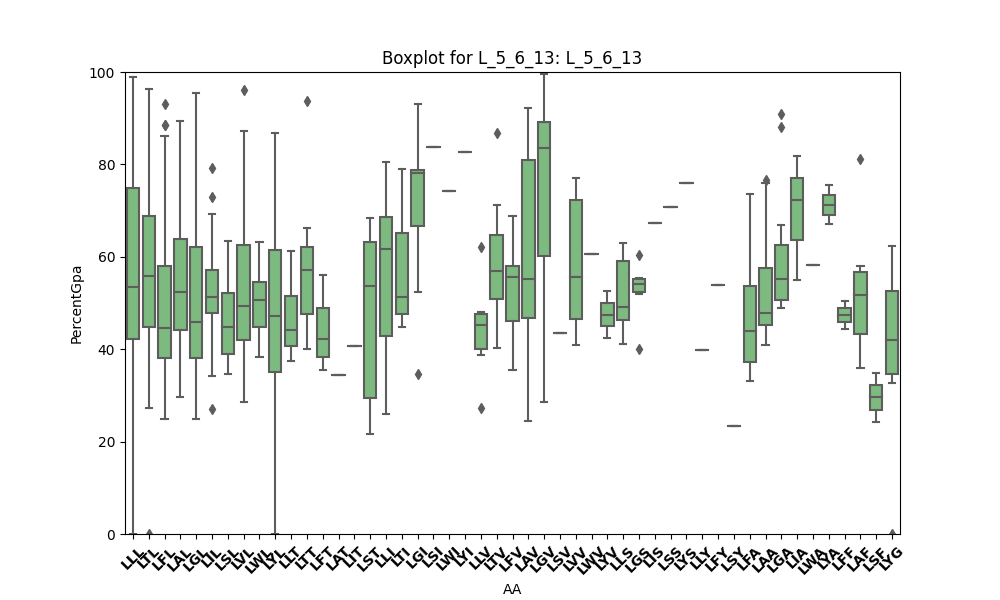 Boxplot for L_5_6_13: L_5_6_13
PercentGpa
100
80
60
40
20
0
LLL LTL LFL LAL LGL LIL LSL LVL LWL LYL LLT LTT LFT LAT LIT LST LLI LTI LGI LSI LWI LYI LLV LTV LFV LAV LGV LSV LVV LWV LYV LLS LGS LIS LSS LYS LLY LFY LSY LFA LAA LGA LIA LWA LYA LFF LAF LSF LYG
AA